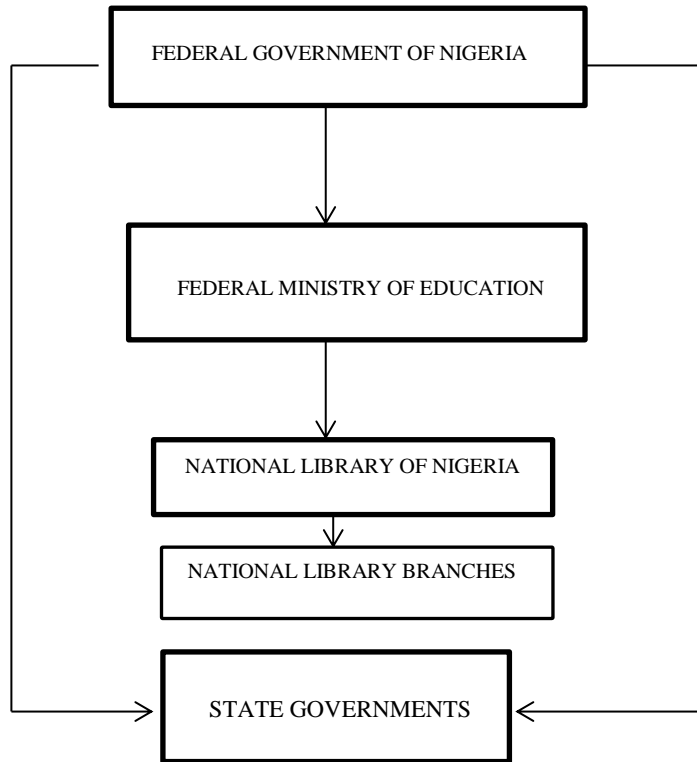 FEDERAL GOVERNMENT OF NIGERIA
FEDERAL MINISTRY OF EDUCATION
NATIONAL LIBRARY OF NIGERIA
NATIONAL LIBRARY BRANCHES
STATE GOVERNMENTS